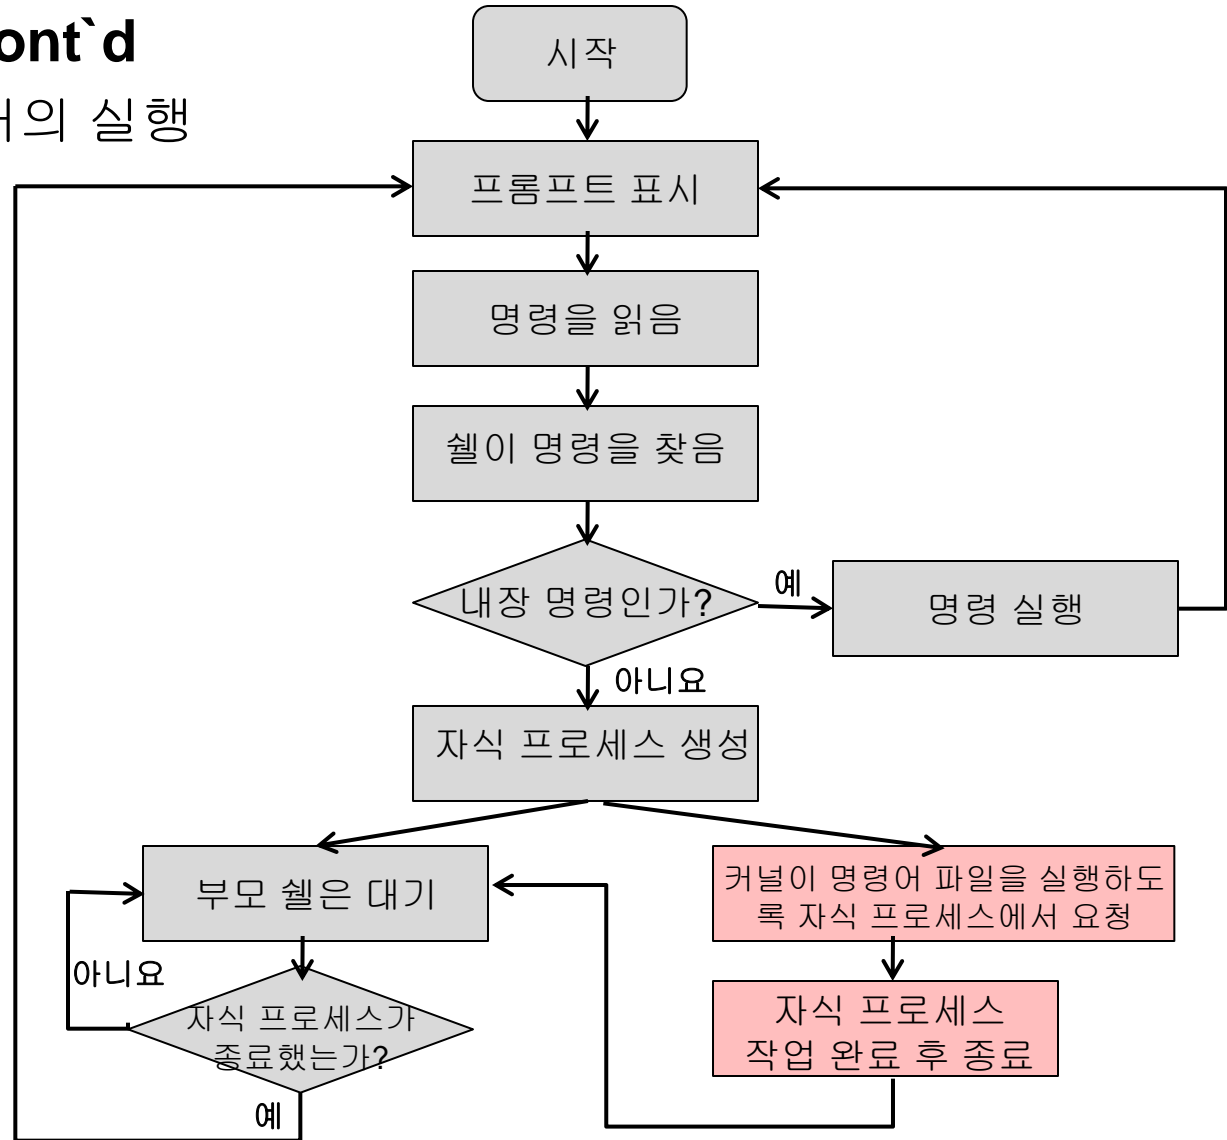 ont`d
의 실행
시작
프롬프트 표시
명령을 읽음
쉘이 명령을 찾음
내장 명령인가?
예
명령 실행
아니요
자식 프로세스 생성
부모 쉘은 대기
커널이 명령어 파일을 실행하도
록 자식 프로세스에서 요청
아니요
자식 프로세스가
종료했는가?
예
자식 프로세스
작업 완료 후 종료